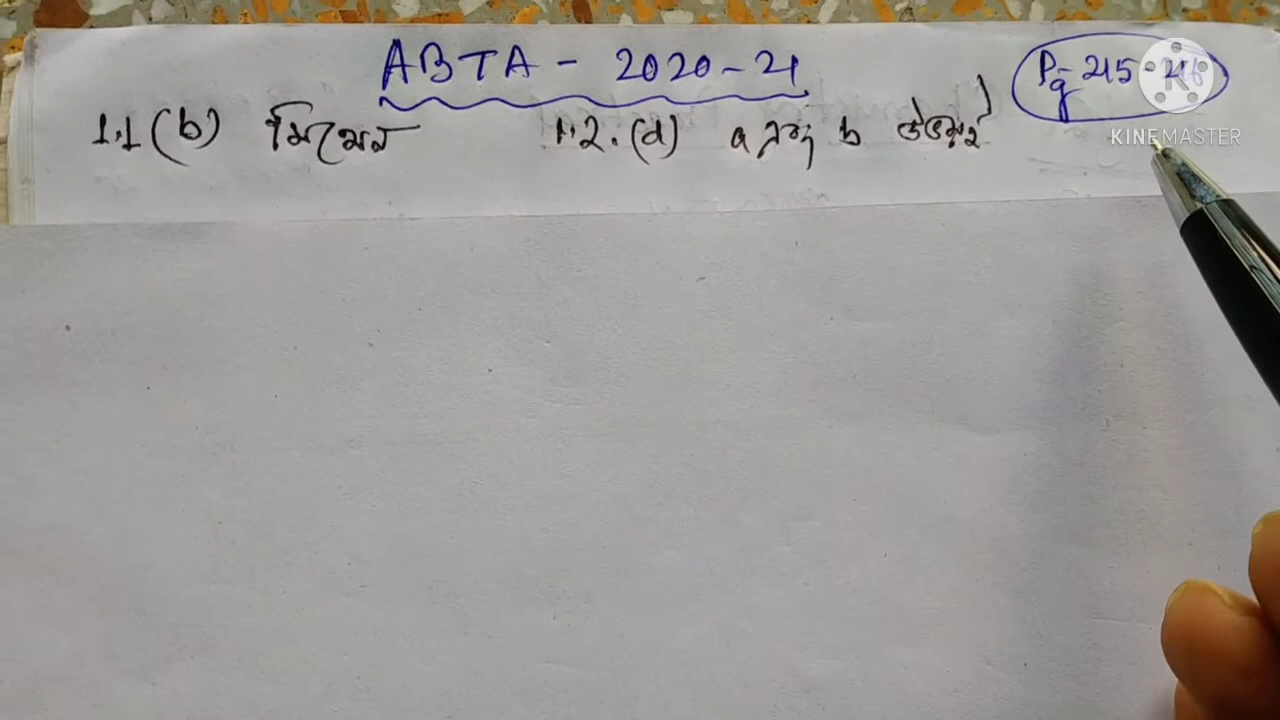 ABTA - 2020-21
Pg - 215 - 216
KINEMASTER
1.1 (b) মিথেন 1.2. (d) a এবং b উভয়ই